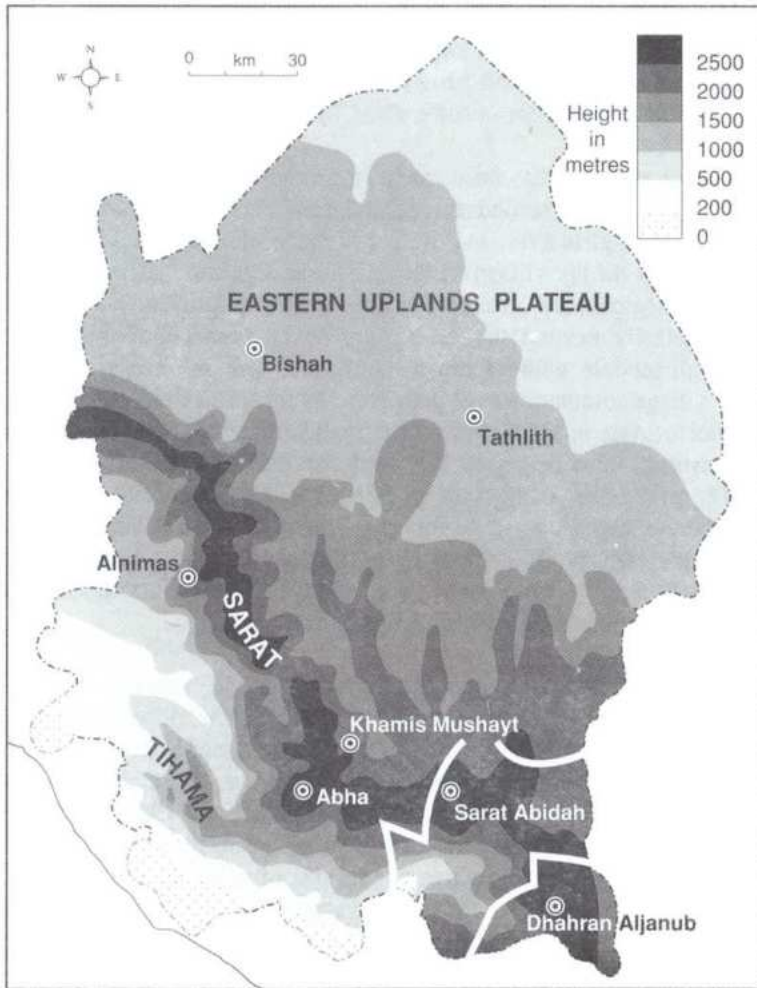 N
W E
S
0 km 30
Height
in
metres
2500
2000
1500
1000
500
200
0
EASTERN UPLANDS PLATEAU
Bishah
Tathlith
Alnimas
SARAT
TIHAMA
Khamis Mushayt
Abha
Sarat Abidah
Dhahran Aljanub